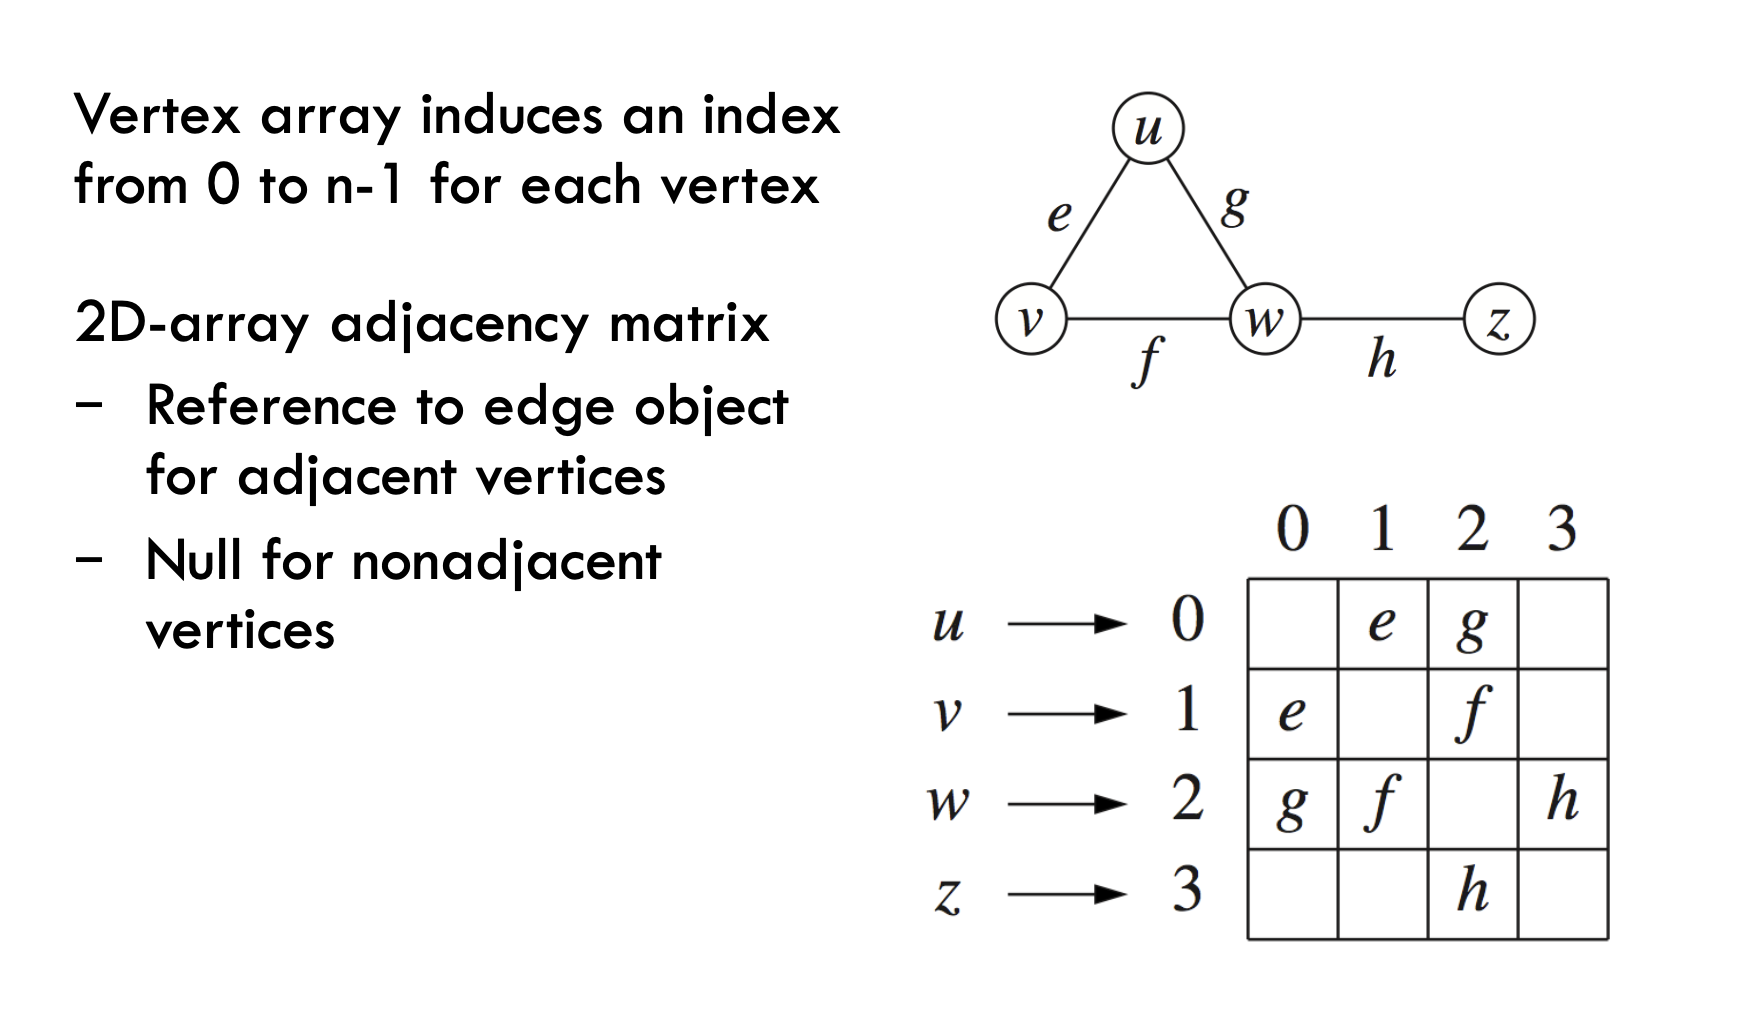 Vertex array induces an index
from 0 to n-1 for each vertex
2D-array adjacency matrix
– Reference to edge object
for adjacent vertices
– Null for nonadjacent
vertices
u
e g
v f w h z
0 1 2 3
u 0 e g
v 1 e f
w 2 g f h
z 3 h